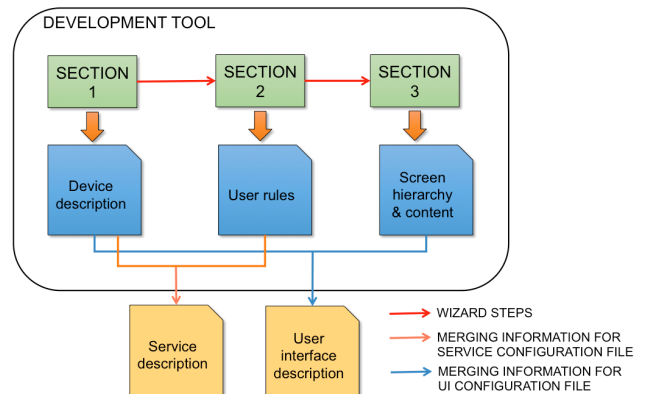 DEVELOPMENT TOOL
SECTION
1
SECTION
2
SECTION
3
Device
description
User rules
Screen
hierarchy
& content
Service
description
User
interface
description
WIZARD STEPS
MERGING INFORMATION FOR
SERVICE CONFIGURATION FILE
MERGING INFORMATION FOR
UI CONFIGURATION FILE